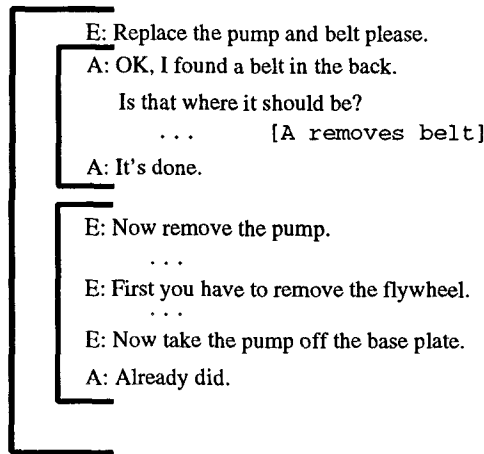 E: Replace the pump and belt please.
A: OK, I found a belt in the back.
Is that where it should be?
. . . [A removes belt]
A: It's done.
E: Now remove the pump.
. . .
E: First you have to remove the flywheel.
. . .
E: Now take the pump off the base plate.
A: Already did.